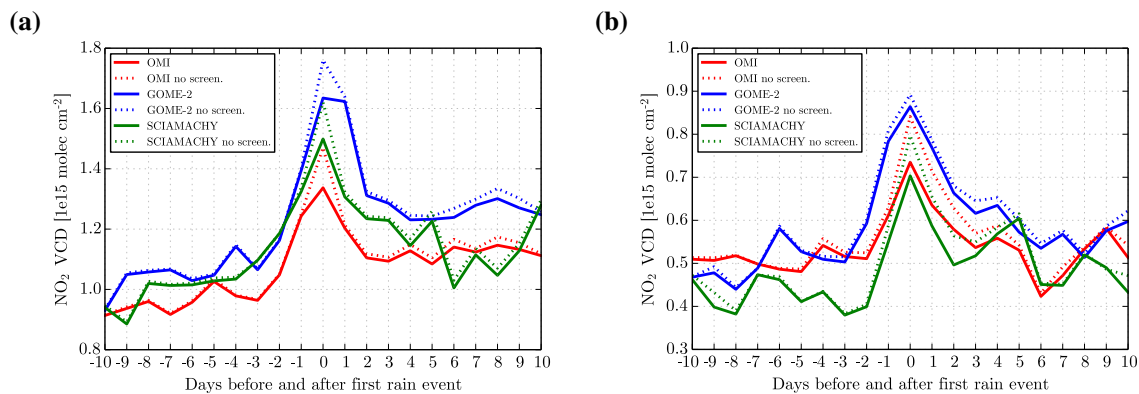 (a)
1.8
1.6
1.4
1.2
1.0
0.8
NO₂ VCD [1e15 molec cm⁻²]
OMI
OMI no screen.
GOME-2
GOME-2 no screen.
SCIAMACHY
SCIAMACHY no screen.
-10 -9 -8 -7 -6 -5 -4 -3 -2 -1 0 1 2 3 4 5 6 7 8 9 10
Days before and after first rain event
(b)
1.0
0.9
0.8
0.7
0.6
0.5
0.4
0.3
NO₂ VCD [1e15 molec cm⁻²]
OMI
OMI no screen.
GOME-2
GOME-2 no screen.
SCIAMACHY
SCIAMACHY no screen.
-10 -9 -8 -7 -6 -5 -4 -3 -2 -1 0 1 2 3 4 5 6 7 8 9 10
Days before and after first rain event